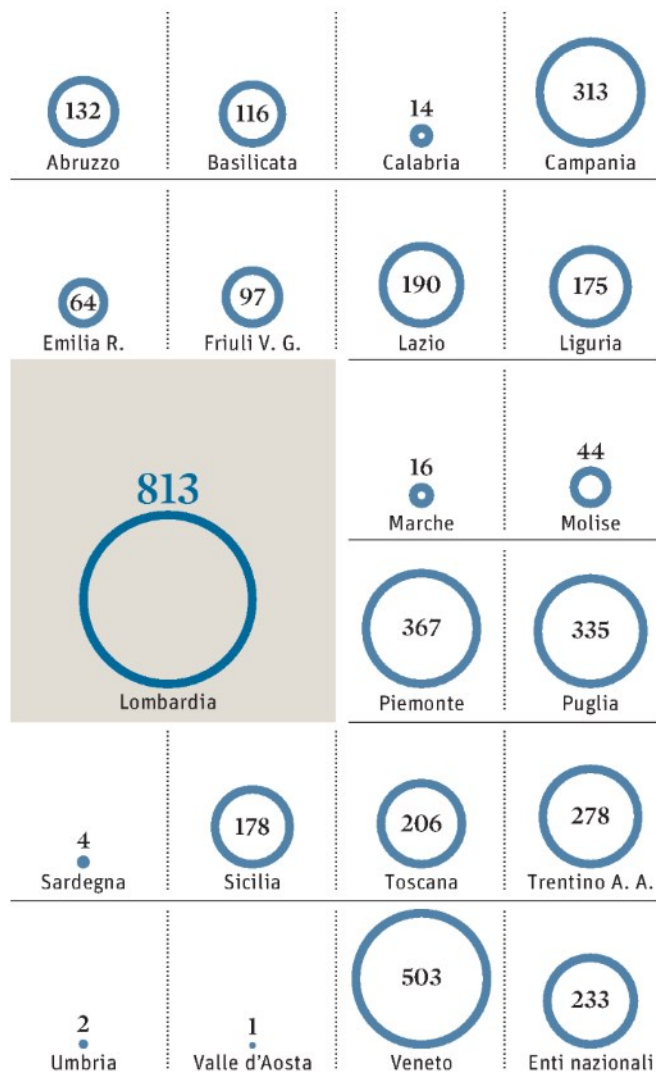 132
Abruzzo
116
Basilicata
14
Calabria
313
Campania
64
Emilia R.
97
Friuli V. G.
190
Lazio
175
Liguria
813
Lombardia
16
Marche
44
Molise
367
Piemonte
335
Puglia
4
Sardegna
178
Sicilia
206
Toscana
278
Trentino A. A.
2
Umbria
1
Valle d'Aosta
503
Veneto
233
Enti nazionali